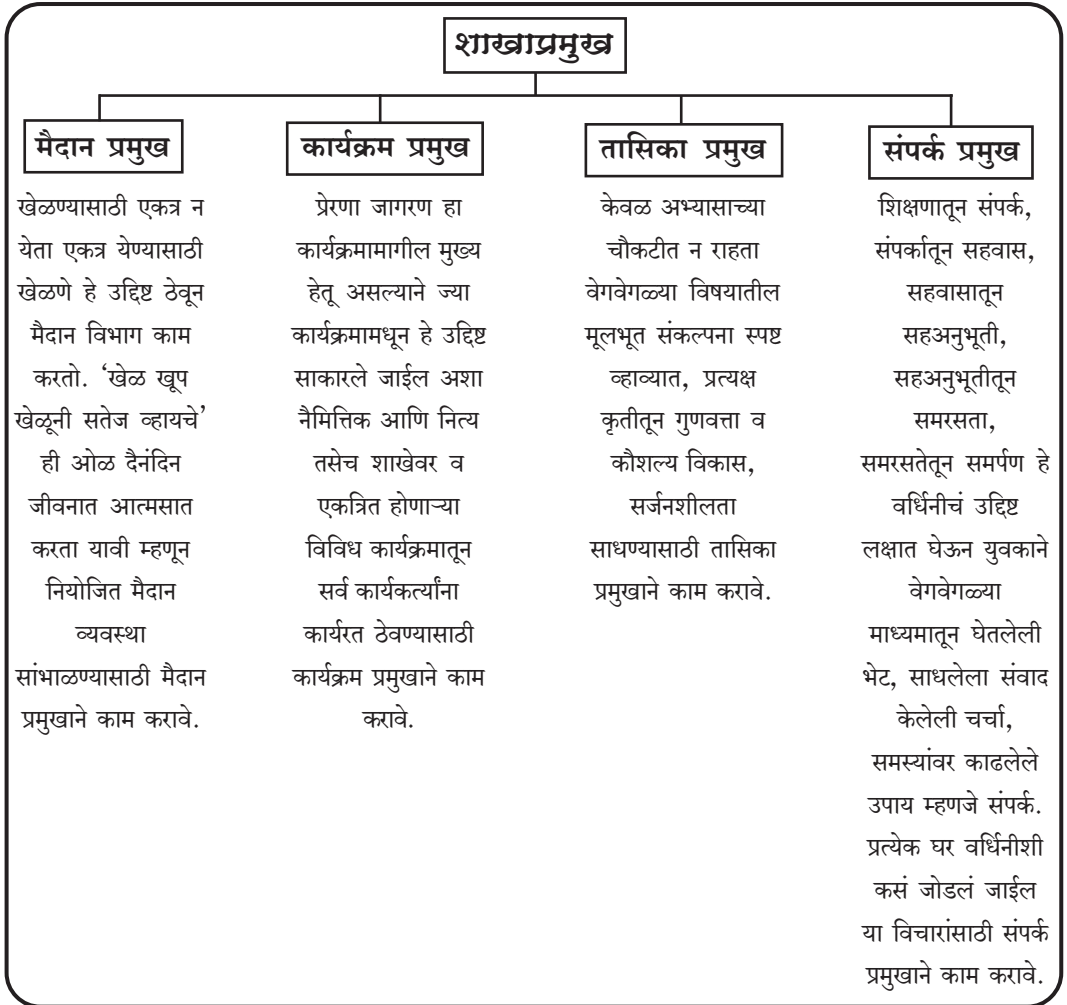 शाखाप्रमुख
मैदान प्रमुख
खेळण्यासाठी एकत्र न
येता एकत्र येण्यासाठी
खेळणे हे उद्दिष्ट ठेवून
मैदान विभाग काम
करतो. ‘खेळ खूप
खेळूनी सतेज व्हायचे’
ही ओळ दैनंदिन
जीवनात आत्मसात
करता यावी म्हणून
नियोजित मैदान
व्यवस्था
सांभाळण्यासाठी मैदान
प्रमुखाने काम करावे.
कार्यक्रम प्रमुख
प्रेरणा जागरण हा
कार्यक्रमामागील मुख्य
हेतू असल्याने ज्या
कार्यक्रमामधून हे उद्दिष्ट
साकारले जाईल अशा
नैमित्तिक आणि नित्य
तसेच शाखेवर व
एकत्रित होणाऱ्या
विविध कार्यक्रमातून
सर्व कार्यकर्त्यांना
कार्यरत ठेवण्यासाठी
कार्यक्रम प्रमुखाने काम
करावे.
तासिका प्रमुख
केवळ अभ्यासाच्या
चौकटीत न राहता
वेगवेगळ्या विषयातील
मूलभूत संकल्पना स्पष्ट
व्हाव्यात, प्रत्यक्ष
कृतीतून गुणवत्ता व
कौशल्य विकास,
सर्जनशीलता
साधण्यासाठी तासिका
प्रमुखाने काम करावे.
संपर्क प्रमुख
शिक्षणातून संपर्क,
संपर्कातून सहवास,
सहवासातून
सहअनुभूती,
सहअनुभूतीतून
समरसता,
समरसतेतून समर्पण हे
वर्धिनीचं उद्दिष्ट
लक्षात घेऊन युवकाने
वेगवेगळ्या
माध्यमातून घेतलेली
भेट, साधलेला संवाद
केलेली चर्चा,
समस्यांवर काढलेले
उपाय म्हणजे संपर्क.
प्रत्येक घर वर्धिनीशी
कसं जोडलं जाईल
या विचारांसाठी संपर्क
प्रमुखाने काम करावे.